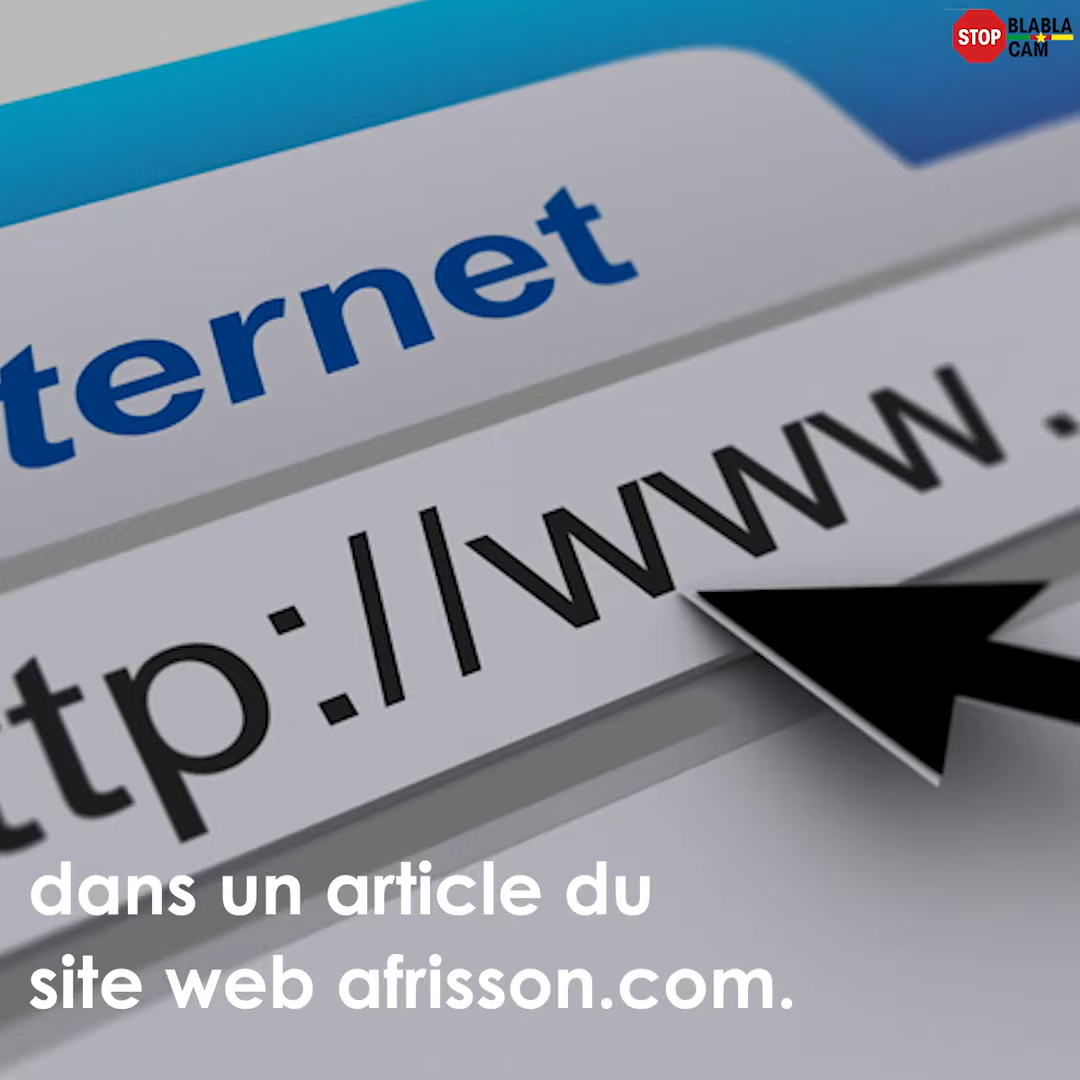 STOP BLABLA
CAM
ternet
ttp://www.
dans un article du
site web afrisson.com.